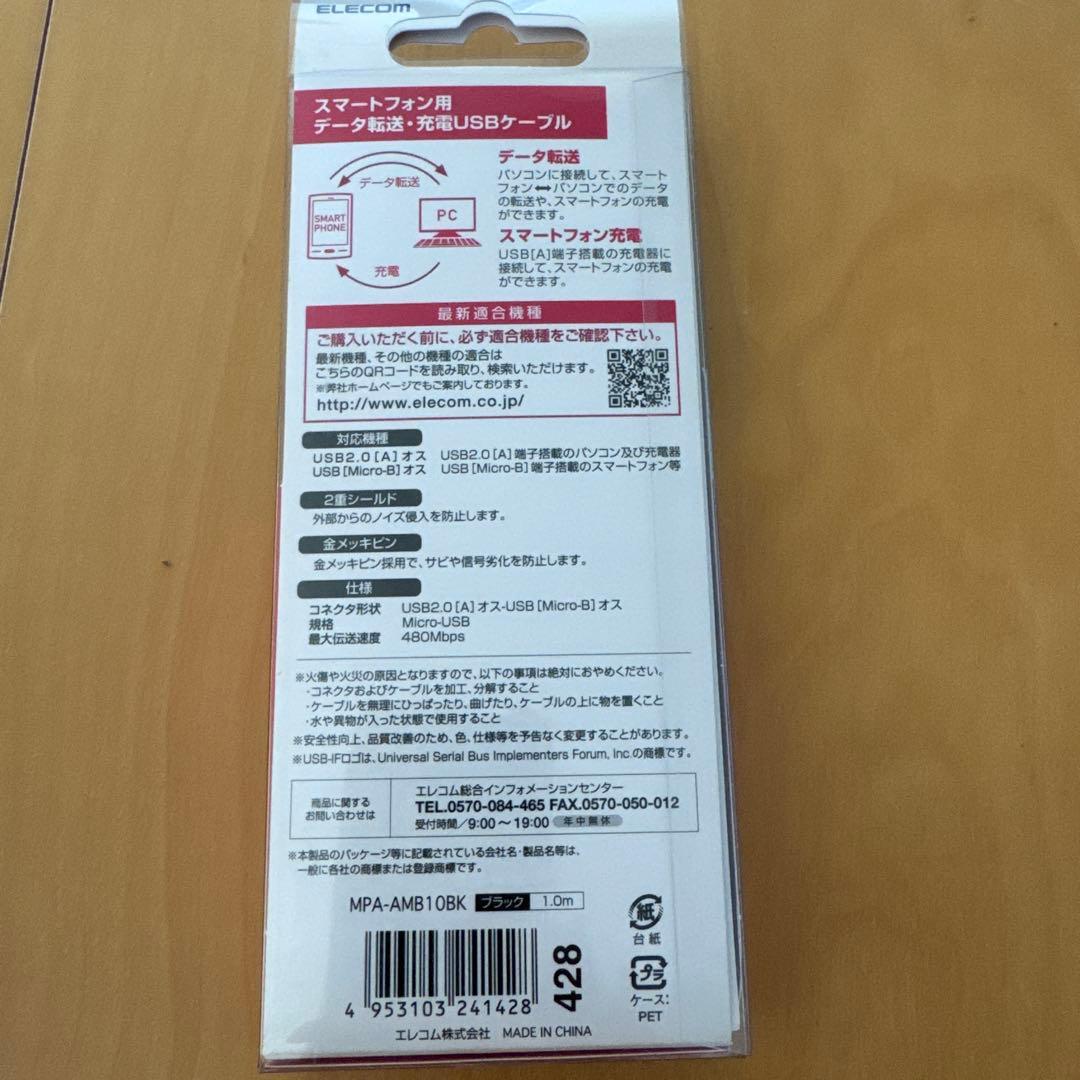 ELECOM
スマートフォン用
データ転送・充電USBケーブル
データ転送
SMART
PHONE
PC
充電
データ転送
パソコンに接続して、スマート
フォン⬌パソコンでのデータ
の転送や、スマートフォンの充電
ができます。
スマートフォン充電
USB[A]端子搭載の充電器に
接続して、スマートフォンの充電
ができます。
最新適合機種
ご購入いただく前に、必ず適合機種をご確認下さい。
最新機種、その他の機種の適合は
こちらのQRコードを読み取り、検索いただけます。
※弊社ホームページでもご案内しております。
http://www.elecom.co.jp/
対応機種
USB2.0[A]オス USB2.0[A]端子搭載のパソコン及び充電器
USB[Micro-B]オス USB[Micro-B]端子搭載のスマートフォン等
2重シールド
外部からのノイズ侵入を防止します。
金メッキピン
金メッキピン採用で、サビや信号劣化を防止します。
仕様
コネクタ形状 USB2.0[A]オス-USB[Micro-B]オス
規格 Micro-USB
最大伝送速度 480Mbps
※火傷や火災の原因となりますので、以下の事項は絶対におやめください。
・コネクタおよびケーブルを加工、分解すること
・ケーブルを無理にひっぱったり、曲げたり、ケーブルの上に物を置くこと
・水や異物が入った状態で使用すること
※安全性向上、品質改善のため、色、仕様等を予告なく変更することがあります。
※USB-IFロゴは、Universal Serial Bus Implementers Forum, Inc.の商標です。
商品に関する
お問い合わせは
エレコム総合インフォメーションセンター
TEL.0570-084-465 FAX.0570-050-012
受付時間/9:00〜19:00 年中無休
※本製品のパッケージ等に記載されている会社名・製品名等は、
一般に各社の商標または登録商標です。
MPA-AMB10BK ブラック 1.0m
4 953103 241428
428
エレコム株式会社 MADE IN CHINA
紙
台紙
プラ
ケース:
PET